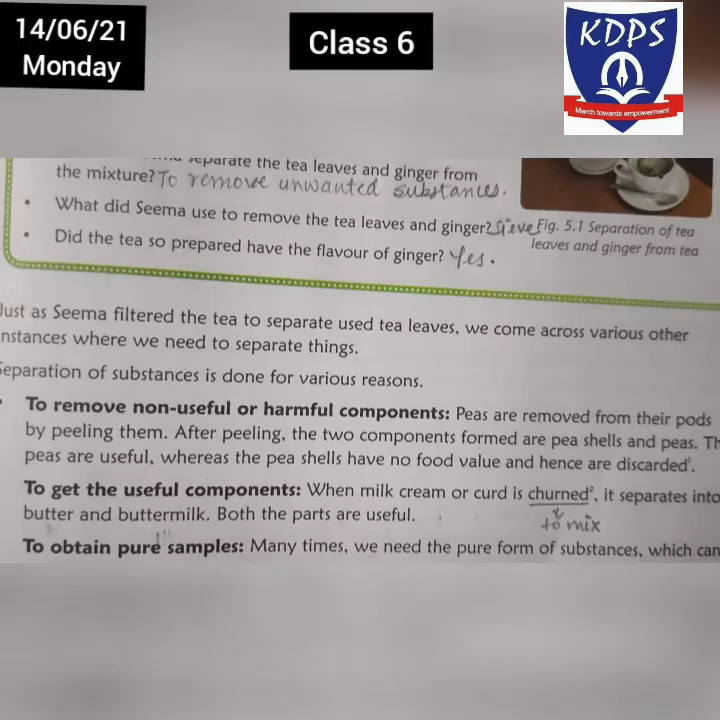 14/06/21
Monday
Class 6
KDPS
March towards empowerment
separate the tea leaves and ginger from
the mixture? To remove unwanted substances.
• What did Seema use to remove the tea leaves and ginger? Sieve
• Did the tea so prepared have the flavour of ginger? Yes.
Fig. 5.1 Separation of tea
leaves and ginger from tea
Just as Seema filtered the tea to separate used tea leaves, we come across various other
nstances where we need to separate things.
Separation of substances is done for various reasons.
• To remove non-useful or harmful components: Peas are removed from their pods
by peeling them. After peeling, the two components formed are pea shells and peas. Th
peas are useful, whereas the pea shells have no food value and hence are discarded¹.
To get the useful components: When milk cream or curd is churned², it separates into
butter and buttermilk. Both the parts are useful.
to mix
To obtain pure samples: Many times, we need the pure form of substances, which can